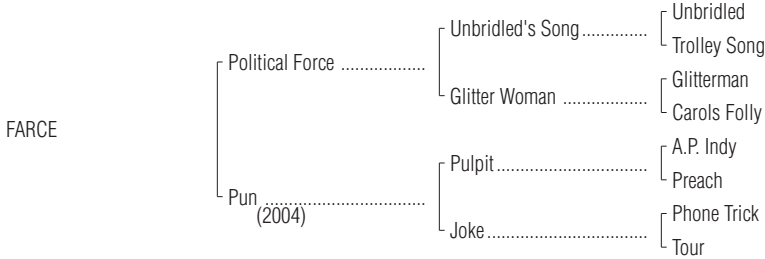 Unbridled
Unbridled's Song..............
Trolley Song
Political Force ..................
Glitterman
Glitter Woman ..................
Carols Folly
FARCE
A.P. Indy
Pulpit................................
Preach
Pun ..................................
(2004)
Phone Trick
Joke..................................
Tour